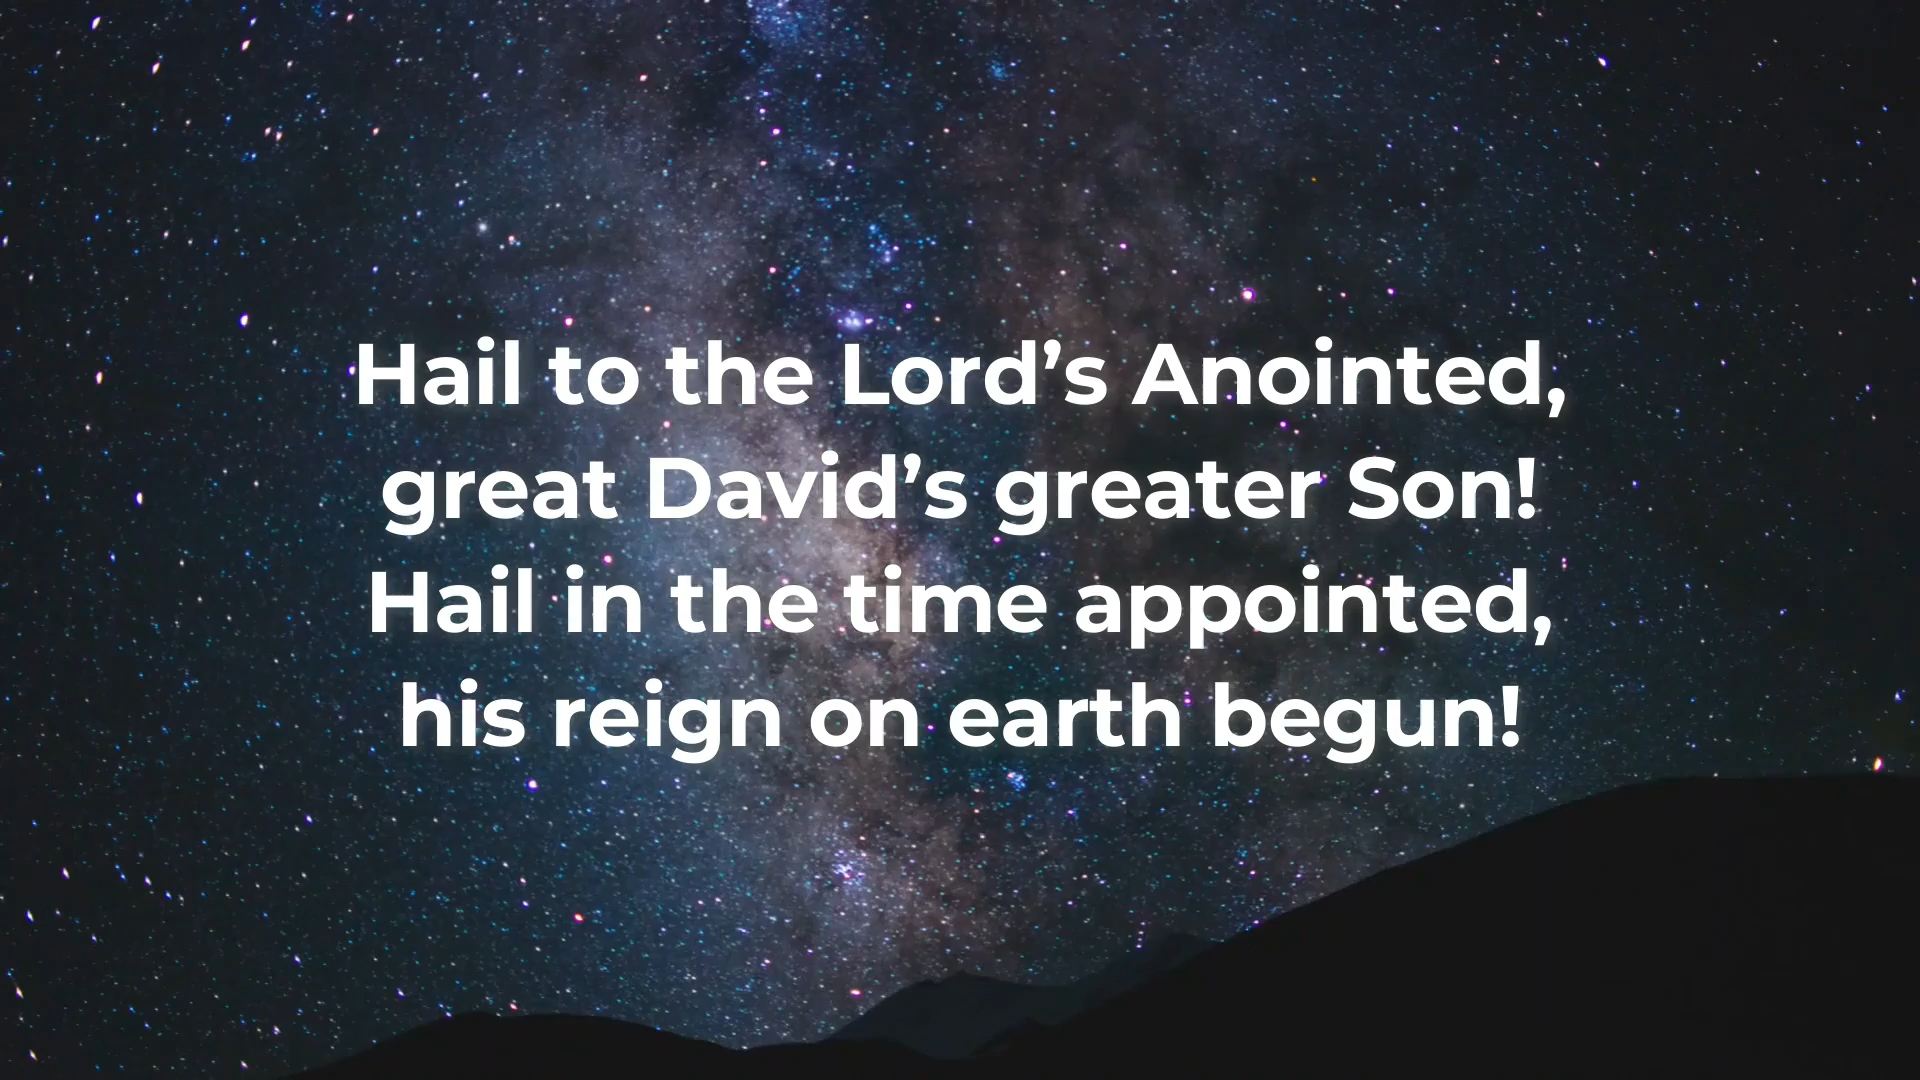 Hail to the Lord’s Anointed,
great David’s greater Son!
Hail in the time appointed,
his reign on earth begun!